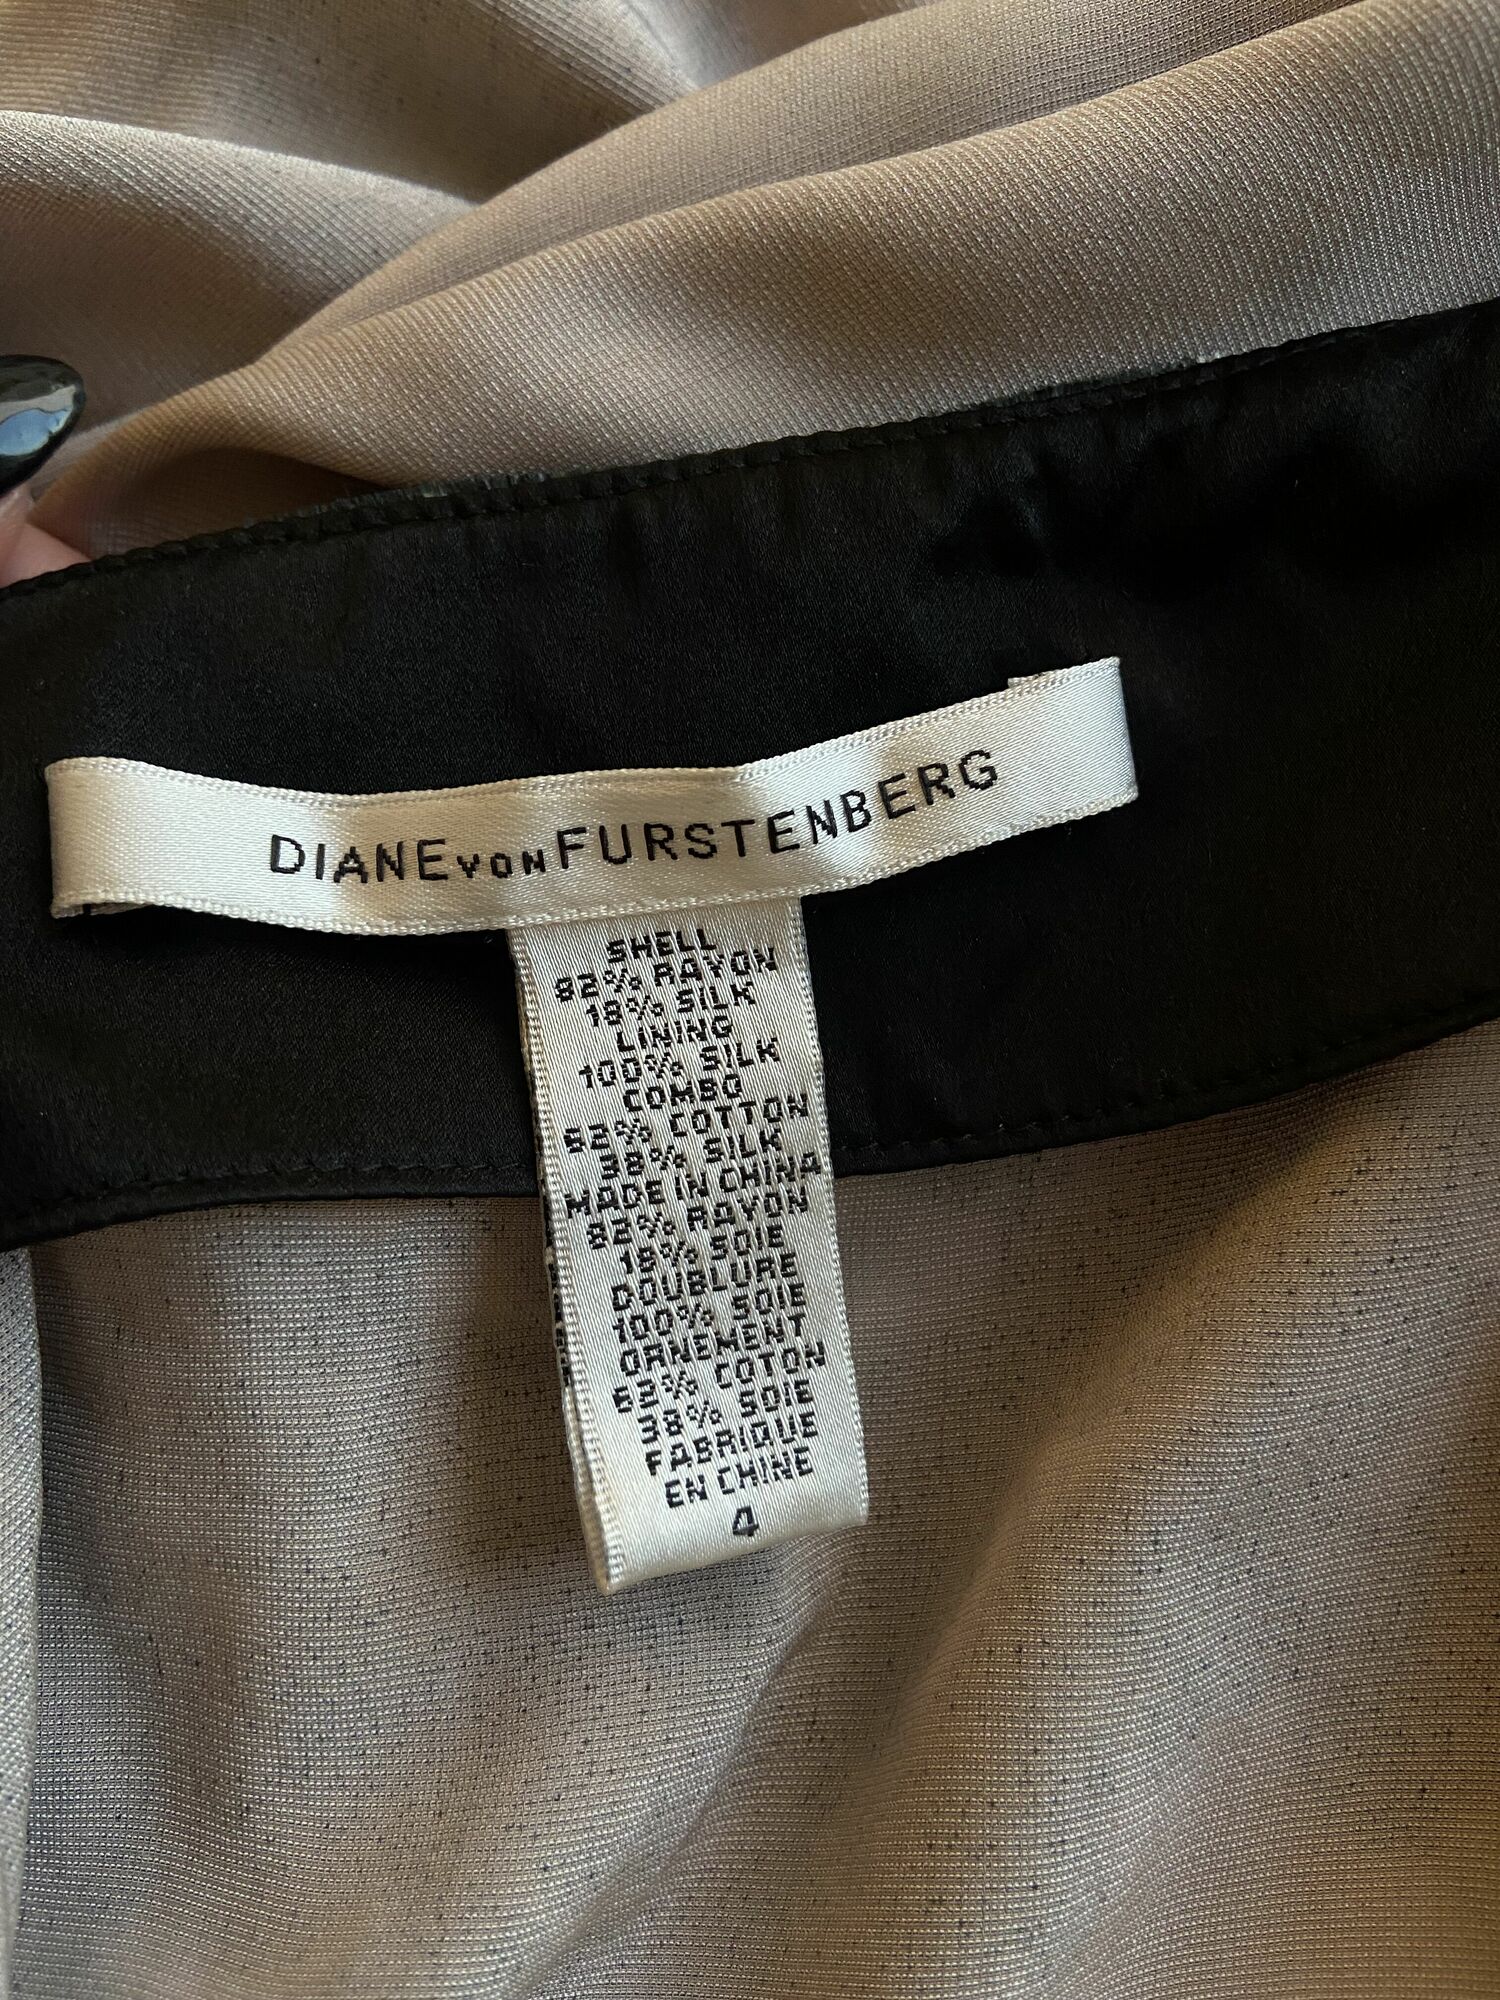 DIANE VON FURSTENBERG
SHELL
82% RAYON
18% SILK
LINING
100% SILK
COMBO
62% COTTON
38% SILK
MADE IN CHINA
82% RAYON
18% SOIE
DOUBLURE
100% SOIE
ORNEMENT
62% COTON
38% SOIE
FABRIQUE
EN CHINE
4